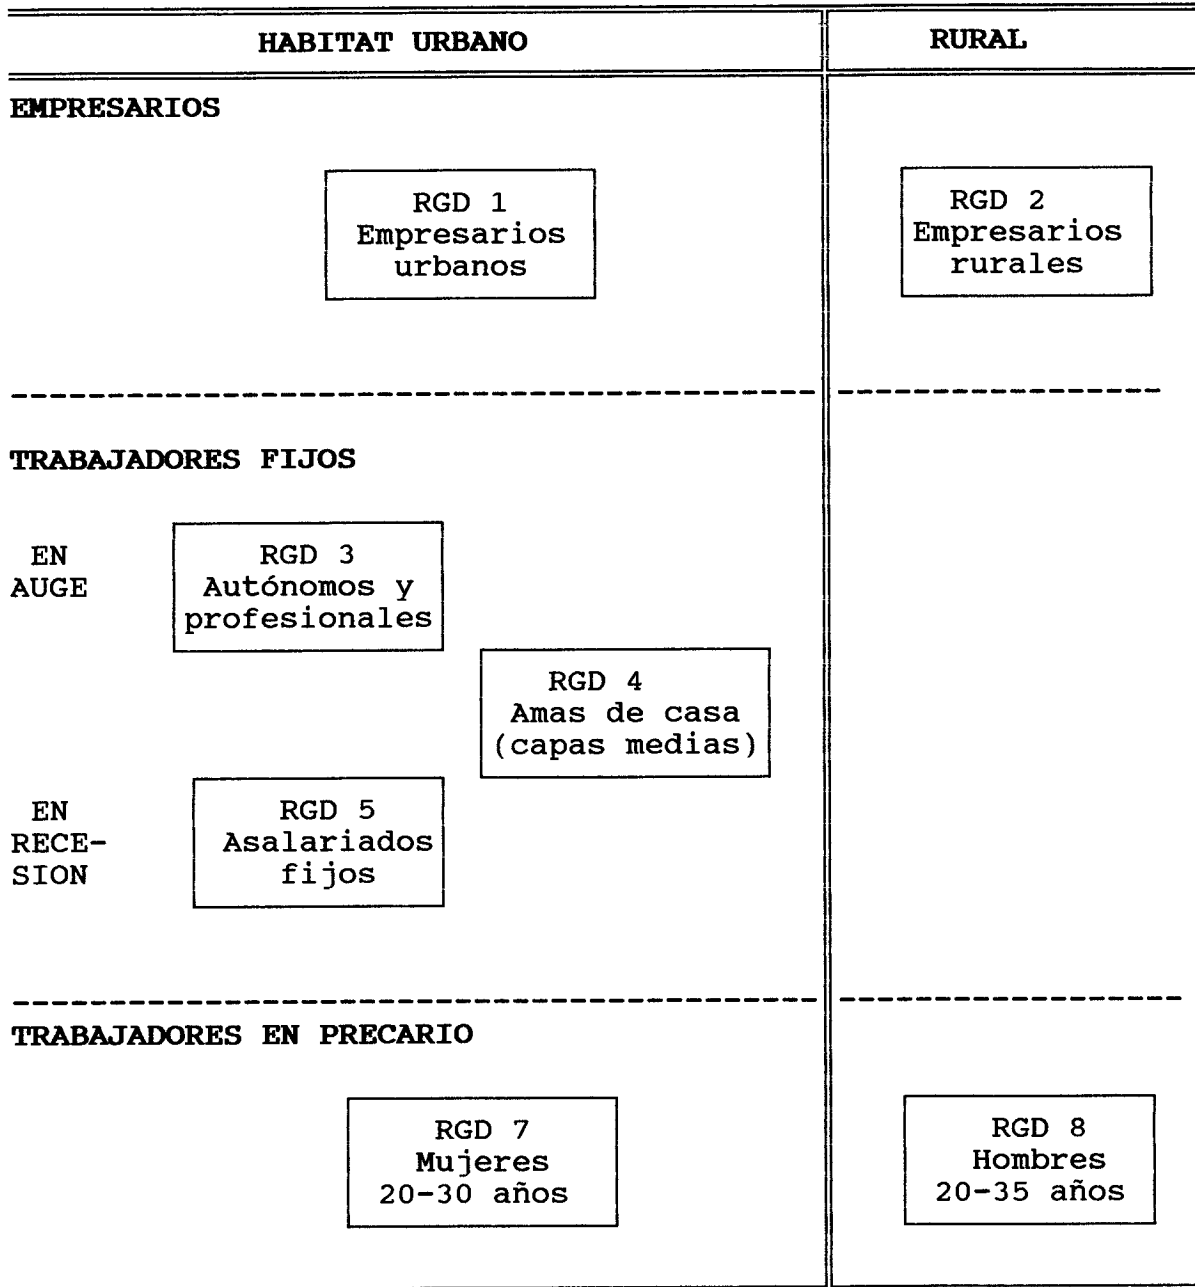 HABITAT URBANO
RURAL
EMPRESARIOS
RGD 1
Empresarios
urbanos
RGD 2
Empresarios
rurales
TRABAJADORES FIJOS
EN
AUGE
RGD 3
Autónomos y
profesionales
RGD 4
Amas de casa
(capas medias)
EN
RECE-
SION
RGD 5
Asalariados
fijos
TRABAJADORES EN PRECARIO
RGD 7
Mujeres
20-30 años
RGD 8
Hombres
20-35 años